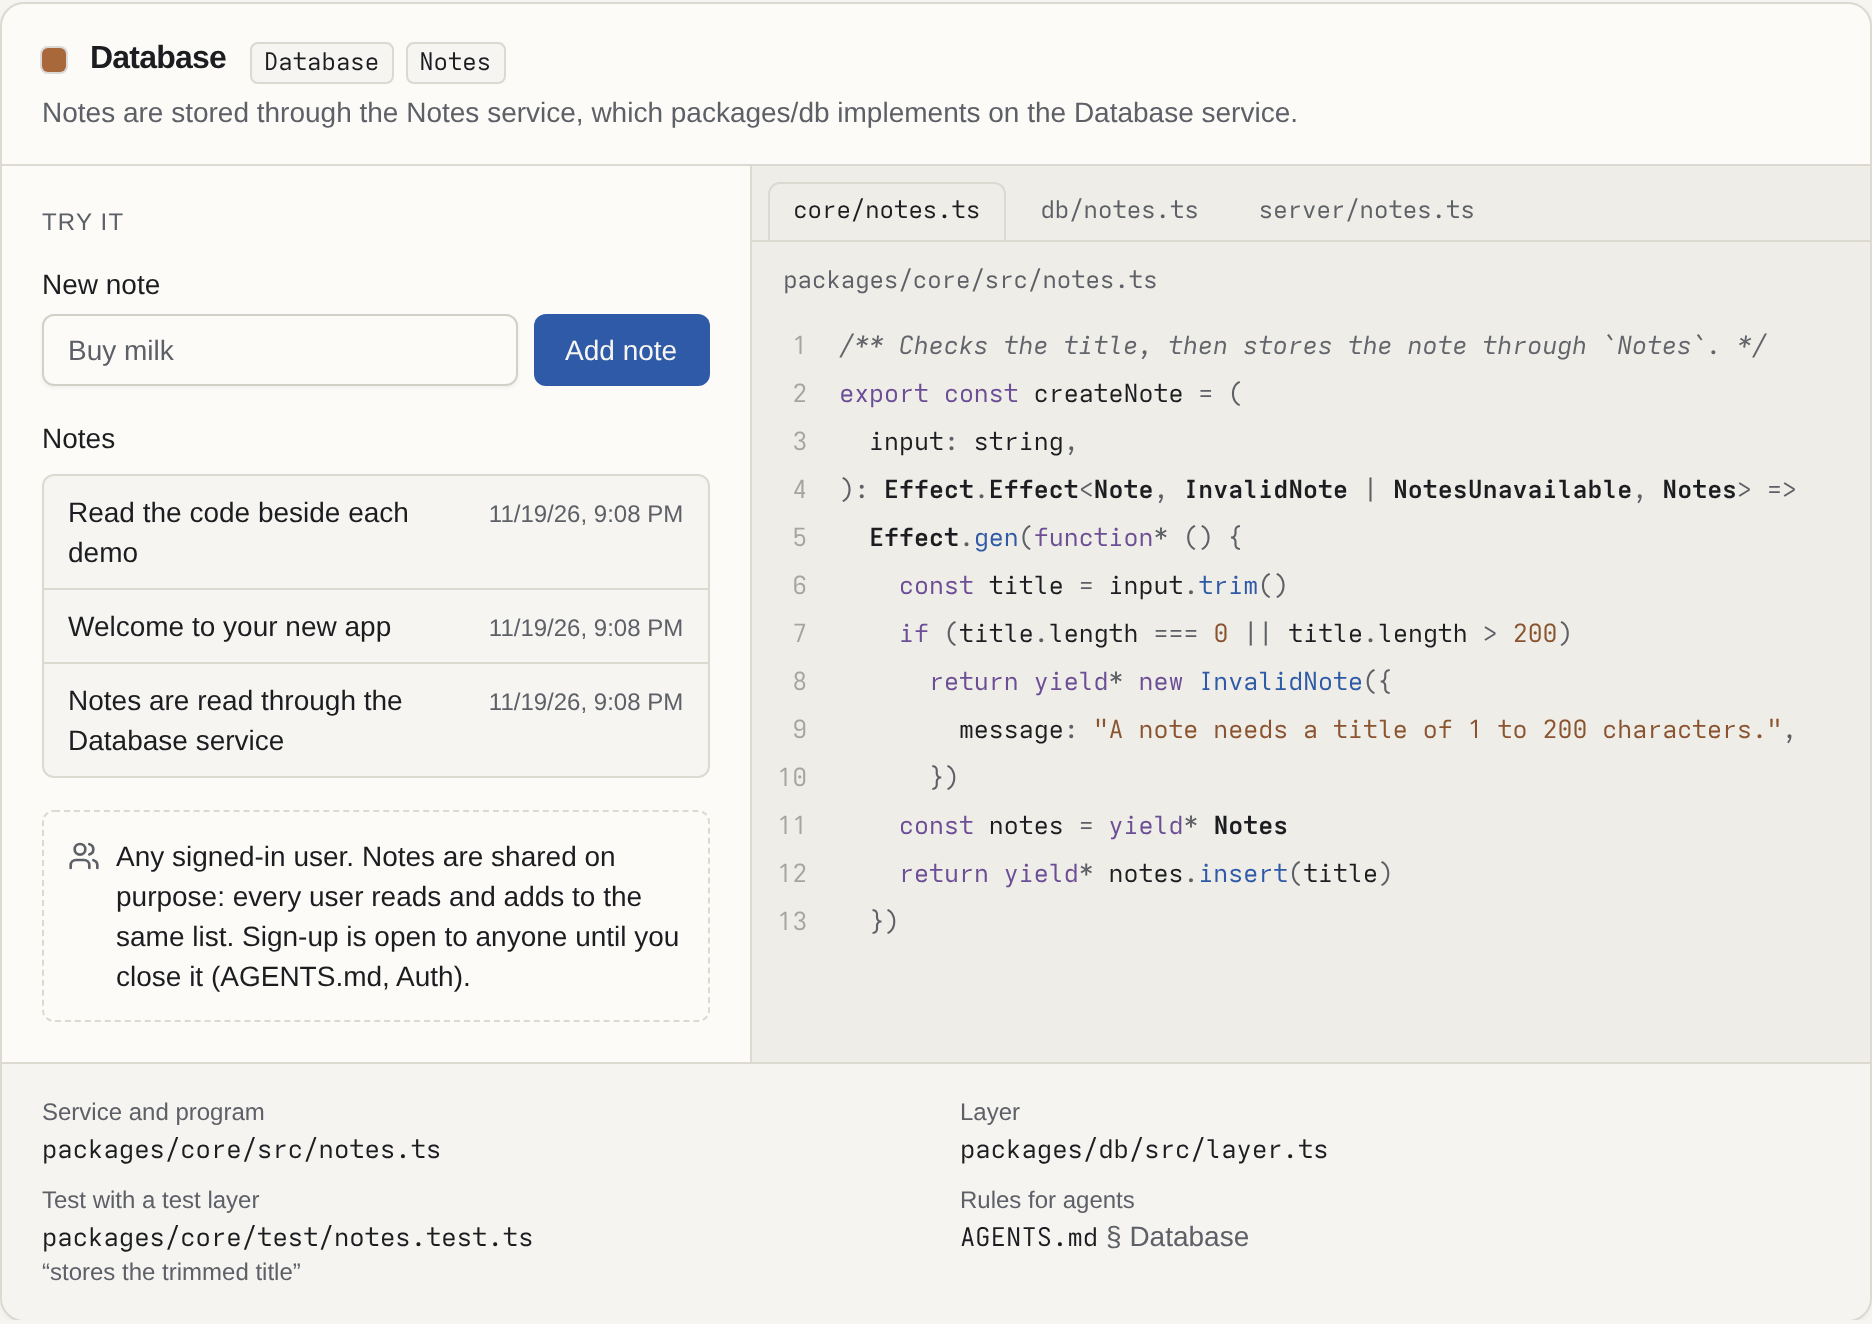 Database Database Notes
Notes are stored through the Notes service, which packages/db implements on the Database service.
TRY IT
New note
Buy milk Add note
Notes
Read the code beside each 11/19/26, 9:08 PM
demo
Welcome to your new app 11/19/26, 9:08 PM
Notes are read through the 11/19/26, 9:08 PM
Database service
Any signed-in user. Notes are shared on
purpose: every user reads and adds to the
same list. Sign-up is open to anyone until you
close it (AGENTS.md, Auth).
core/notes.ts db/notes.ts server/notes.ts
packages/core/src/notes.ts
1 /** Checks the title, then stores the note through `Notes`. */
2 export const createNote = (
3   input: string,
4 ): Effect.Effect<Note, InvalidNote | NotesUnavailable, Notes> =>
5   Effect.gen(function* () {
6     const title = input.trim()
7     if (title.length === 0 || title.length > 200)
8       return yield* new InvalidNote({
9         message: "A note needs a title of 1 to 200 characters.",
10       })
11     const notes = yield* Notes
12     return yield* notes.insert(title)
13   })
Service and program
packages/core/src/notes.ts
Layer
packages/db/src/layer.ts
Test with a test layer
packages/core/test/notes.test.ts
“stores the trimmed title”
Rules for agents
AGENTS.md § Database